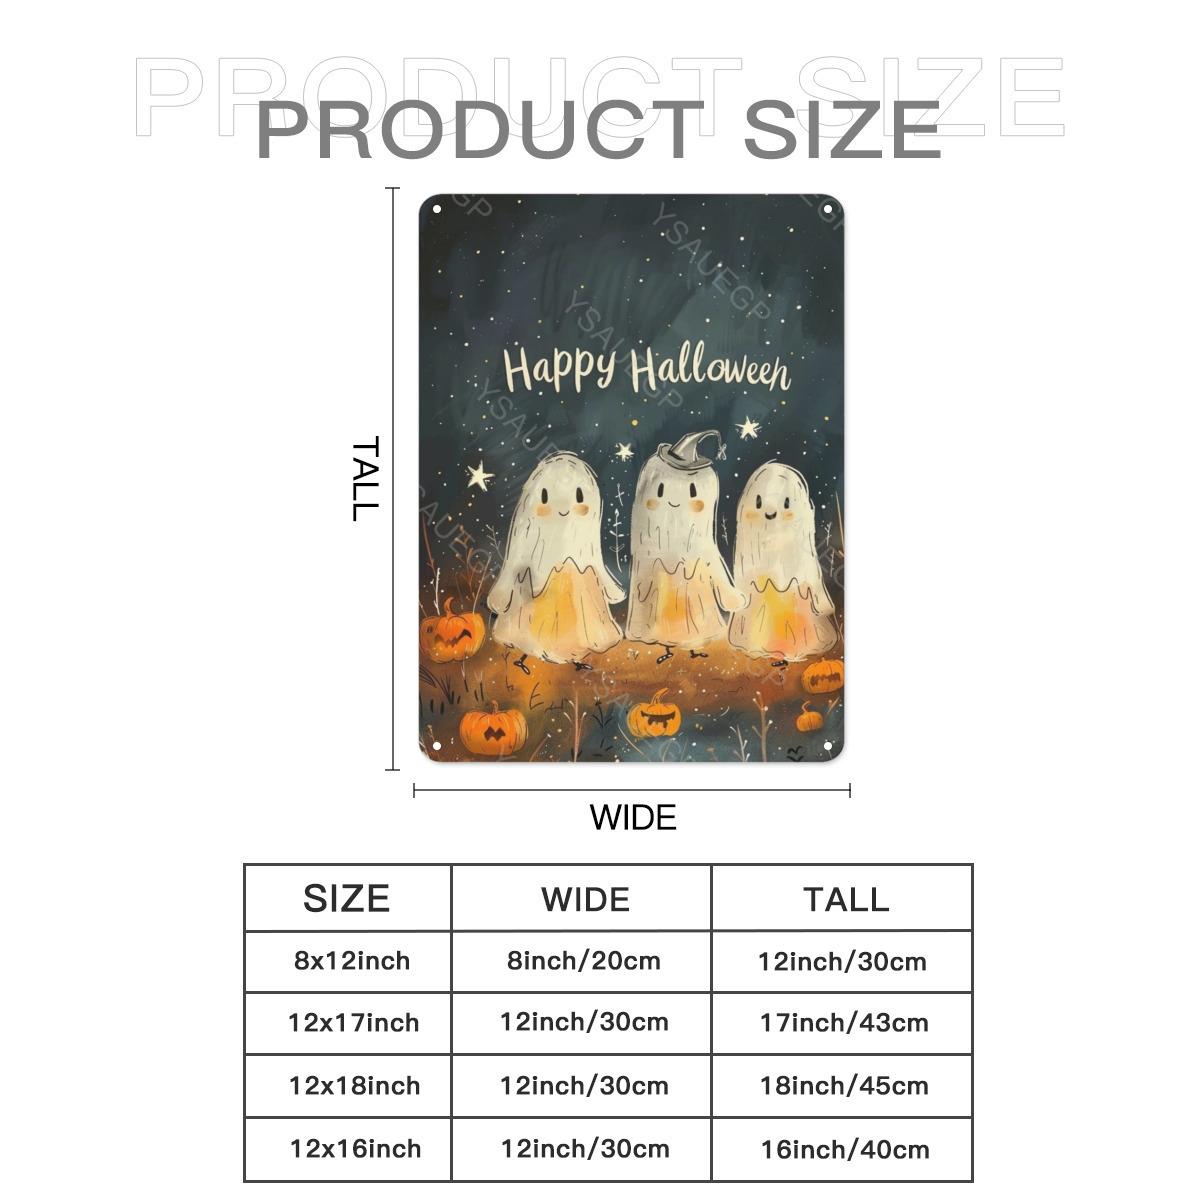 PRODUCT SIZE
PRODUCT SIZE
YSAUEGP
YSAUEGP
YSAUEGP
Happy Halloween
TALL
WIDE
SIZE WIDE TALL
8x12inch 8inch/20cm 12inch/30cm
12x17inch 12inch/30cm 17inch/43cm
12x18inch 12inch/30cm 18inch/45cm
12x16inch 12inch/30cm 16inch/40cm